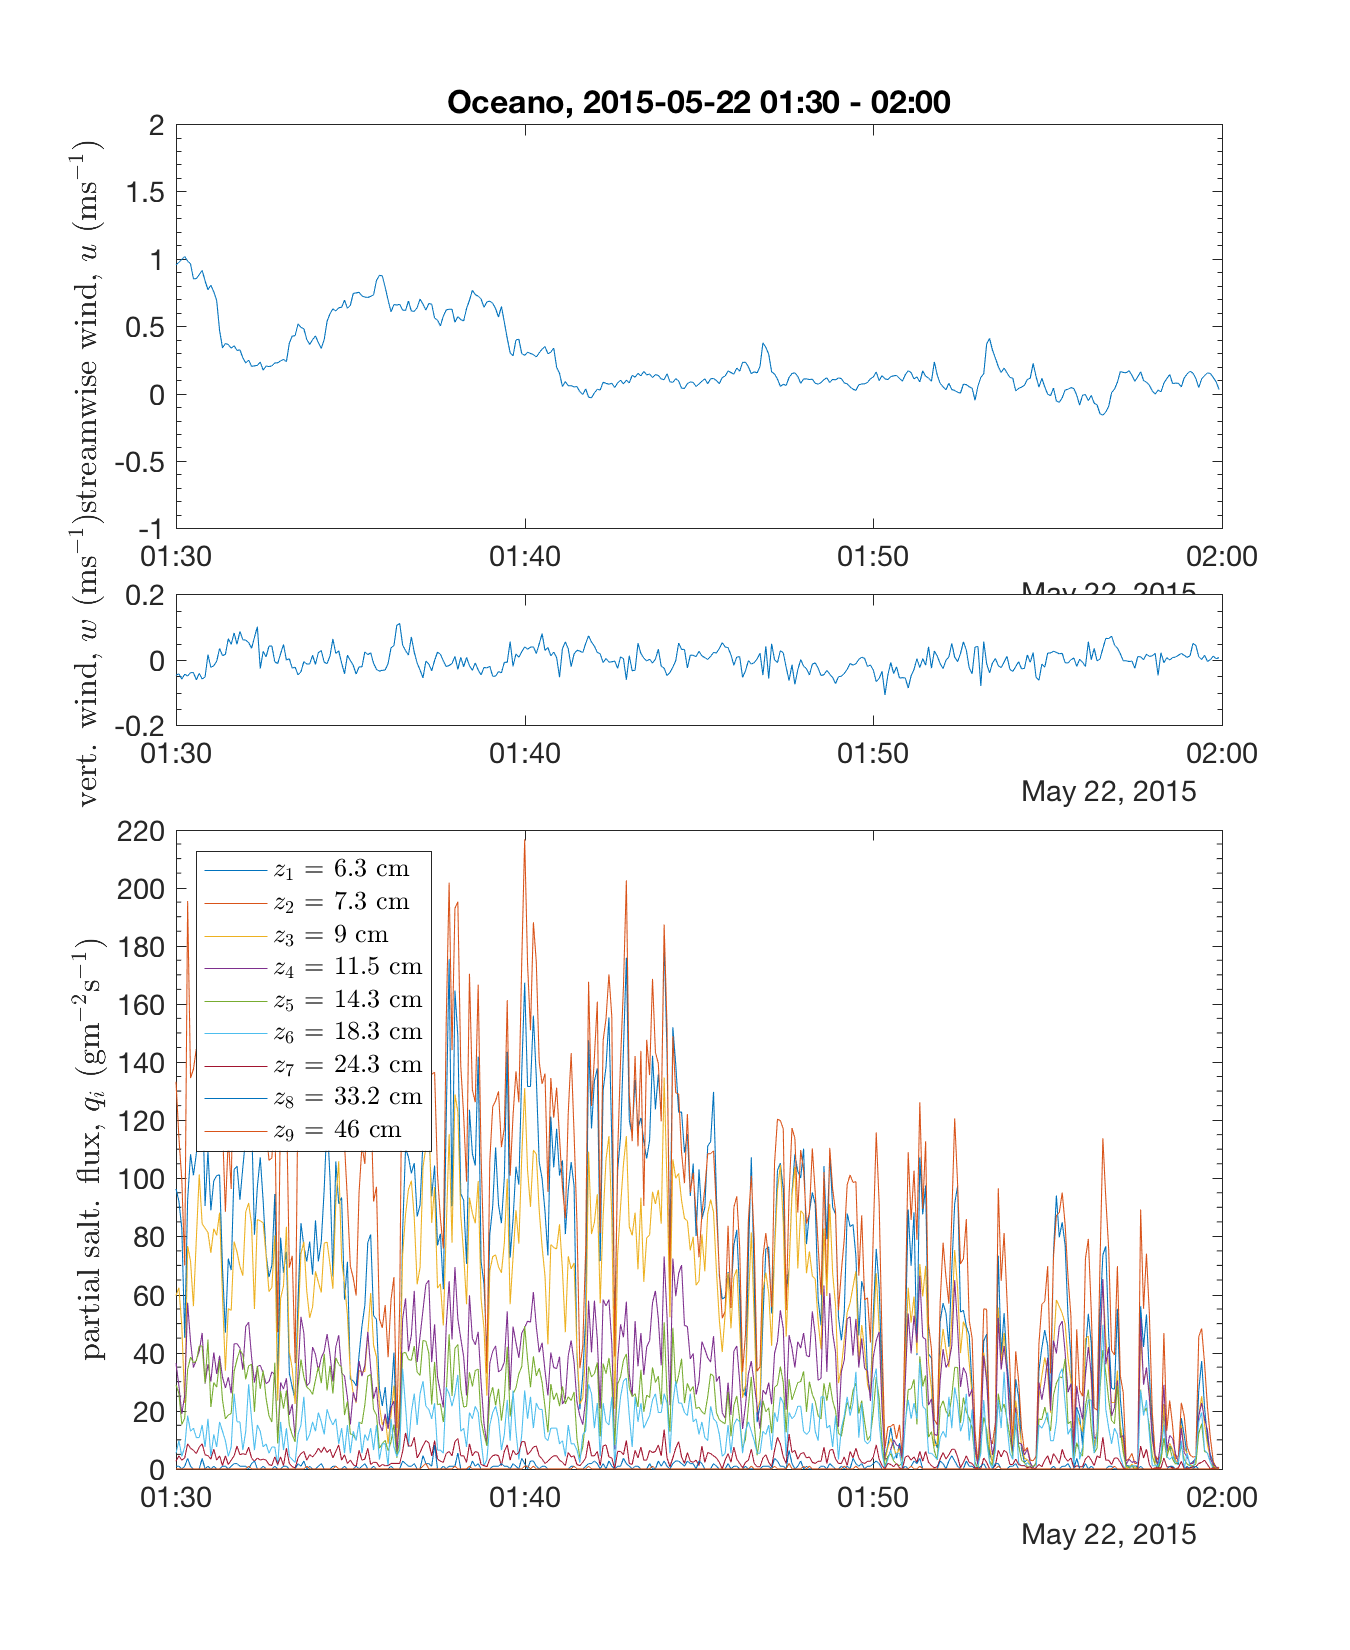 Oceano, 2015-05-22 01:30 - 02:00
streamwise wind, u (ms⁻¹)
2
1.5
1
0.5
0
-0.5
-1
01:30 01:40 01:50 02:00
May 22, 2015
vert. wind, w (ms⁻¹)
0.2
0
-0.2
01:30 01:40 01:50 02:00
May 22, 2015
partial salt. flux, qᵢ (gm⁻²s⁻¹)
220
200
180
160
140
120
100
80
60
40
20
0
z₁ = 6.3 cm
z₂ = 7.3 cm
z₃ = 9 cm
z₄ = 11.5 cm
z₅ = 14.3 cm
z₆ = 18.3 cm
z₇ = 24.3 cm
z₈ = 33.2 cm
z₉ = 46 cm
01:30 01:40 01:50 02:00
May 22, 2015